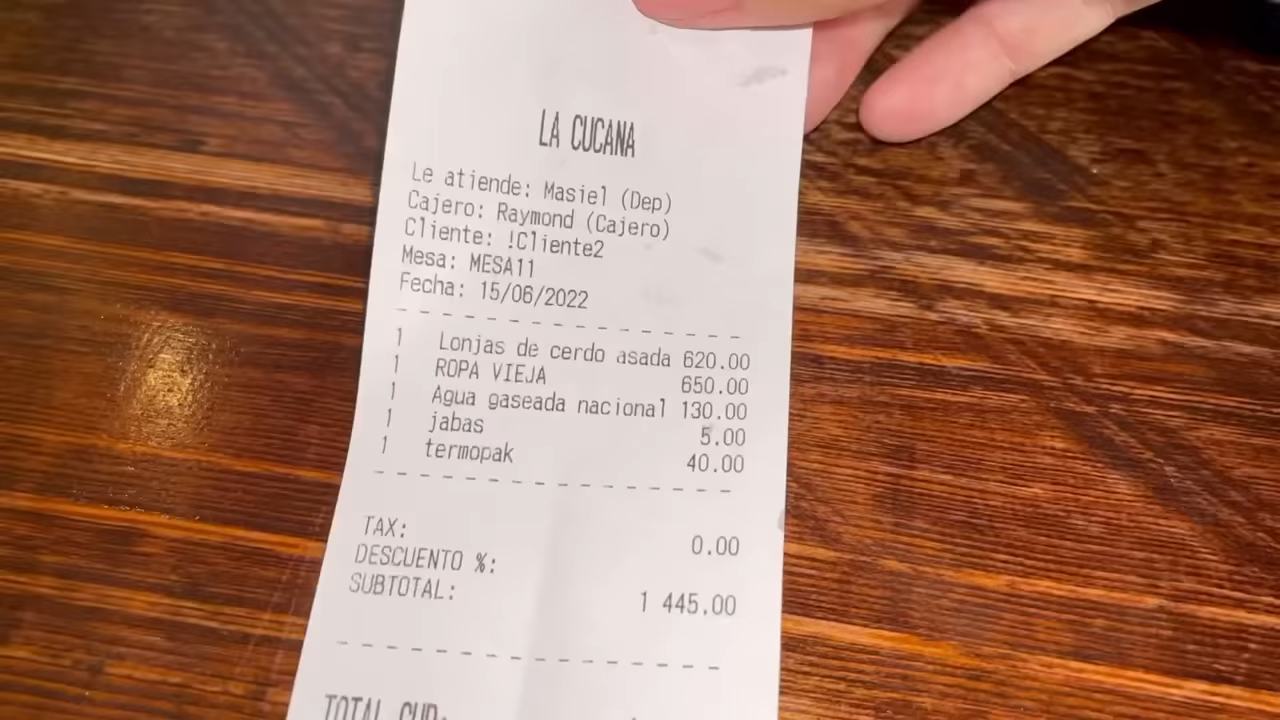 LA CUCANA
Le atiende: Masiel (Dep)
Cajero: Raymond (Cajero)
Cliente: !Cliente2
Mesa: MESA11
Fecha: 15/06/2022
1 Lonjas de cerdo asada 620.00
1 ROPA VIEJA 650.00
1 Agua gaseada nacional 130.00
1 jabas 5.00
1 termopak 40.00
TAX: 0.00
DESCUENTO %:
SUBTOTAL: 1 445.00
TOTAL CUP: